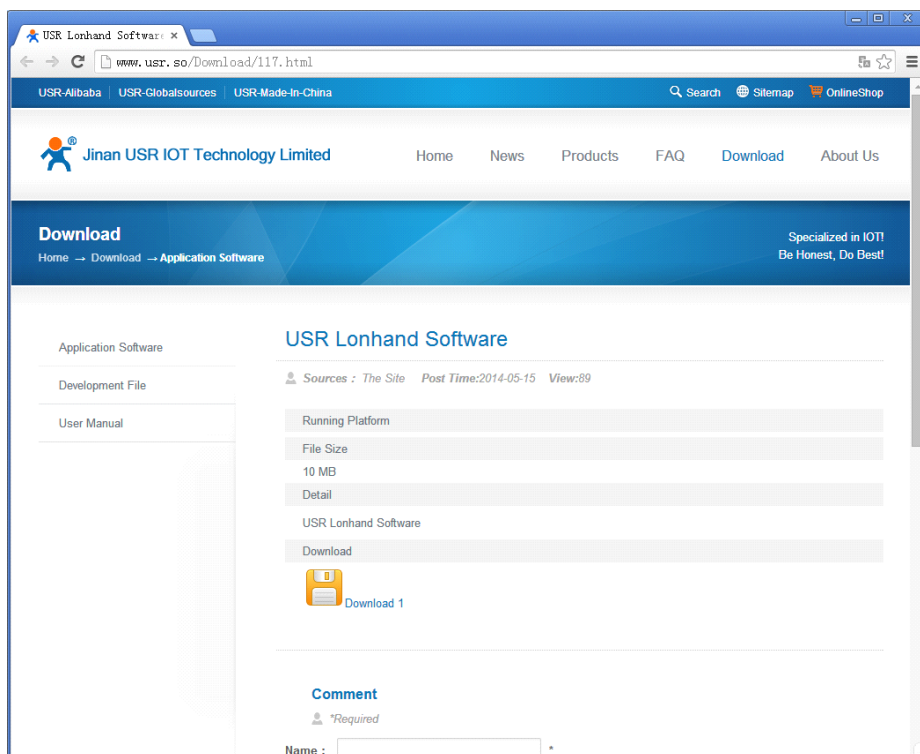 USR Lonhand Softwar
www.usr.so/Download/117.html
USR-Alibaba USR-Globalsources USR-Made-In-China Search Sitemap OnlineShop
® Jinan USR IOT Technology Limited Home News Products FAQ Download About Us
Download
Specialized in IOT!
Home → Download → Application Software
Be Honest, Do Best!
Application Software
Development File
User Manual
USR Lonhand Software
Sources : The Site Post Time:2014-05-15 View:89
Running Platform
File Size
10 MB
Detail
USR Lonhand Software
Download
Download 1
Comment
*Required
Name : *